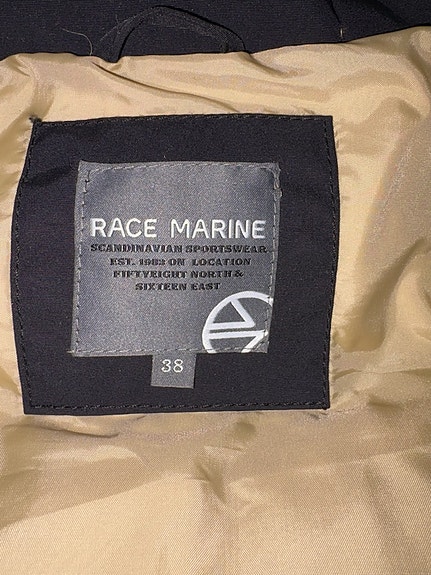 RACE MARINE
SCANDINAVIAN SPORTSWEAR
EST. 1983 ON LOCATION
FIFTYEIGHT NORTH &
SIXTEEN EAST
38